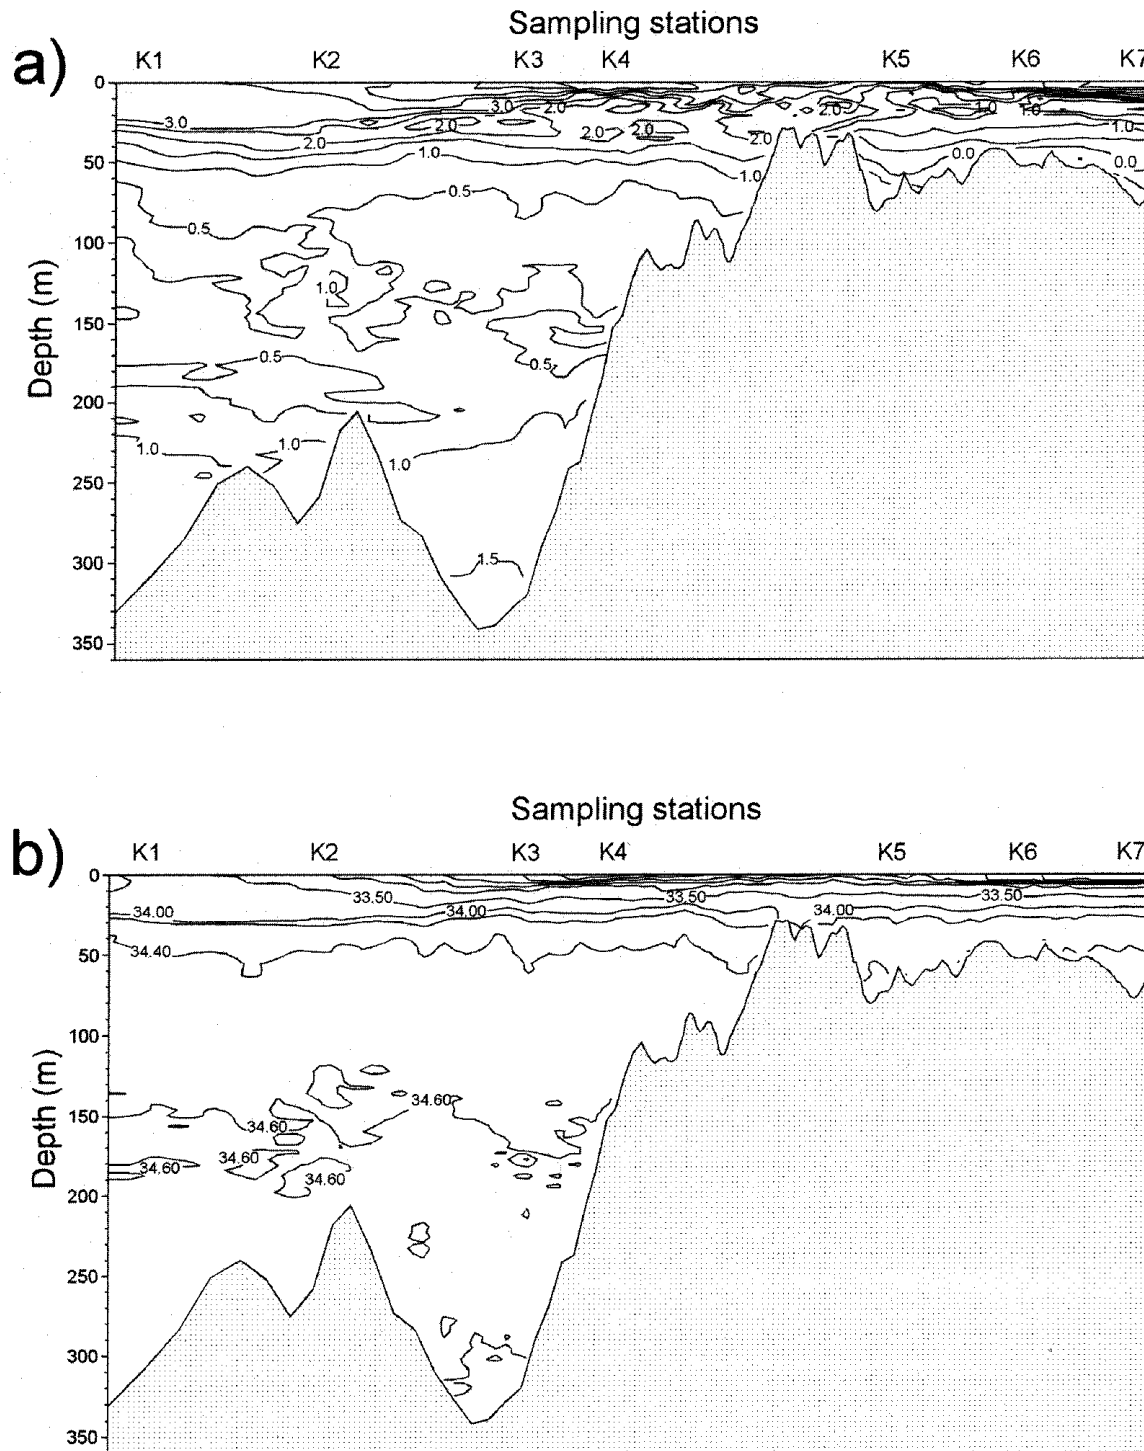 Sampling stations
a)
K1 K2 K3 K4 K5 K6 K7
0
3.0 2.0 2.0 1.0 1.0
3.0 2.0 2.0 2.0 1.0
2.0 2.0
50
1.0 0.0 0.0
0.5 1.0
0.5
100
Depth (m)
1.0
150
0.5 0.5
200
1.0 1.0 1.0
250
1.5
300
350
Sampling stations
b)
K1 K2 K3 K4 K5 K6 K7
0
33.50 33.50 33.50
34.00 34.00 34.00
34.40
50
100
Depth (m)
34.60
150
34.60
34.60 34.60
34.60
200
250
300
350